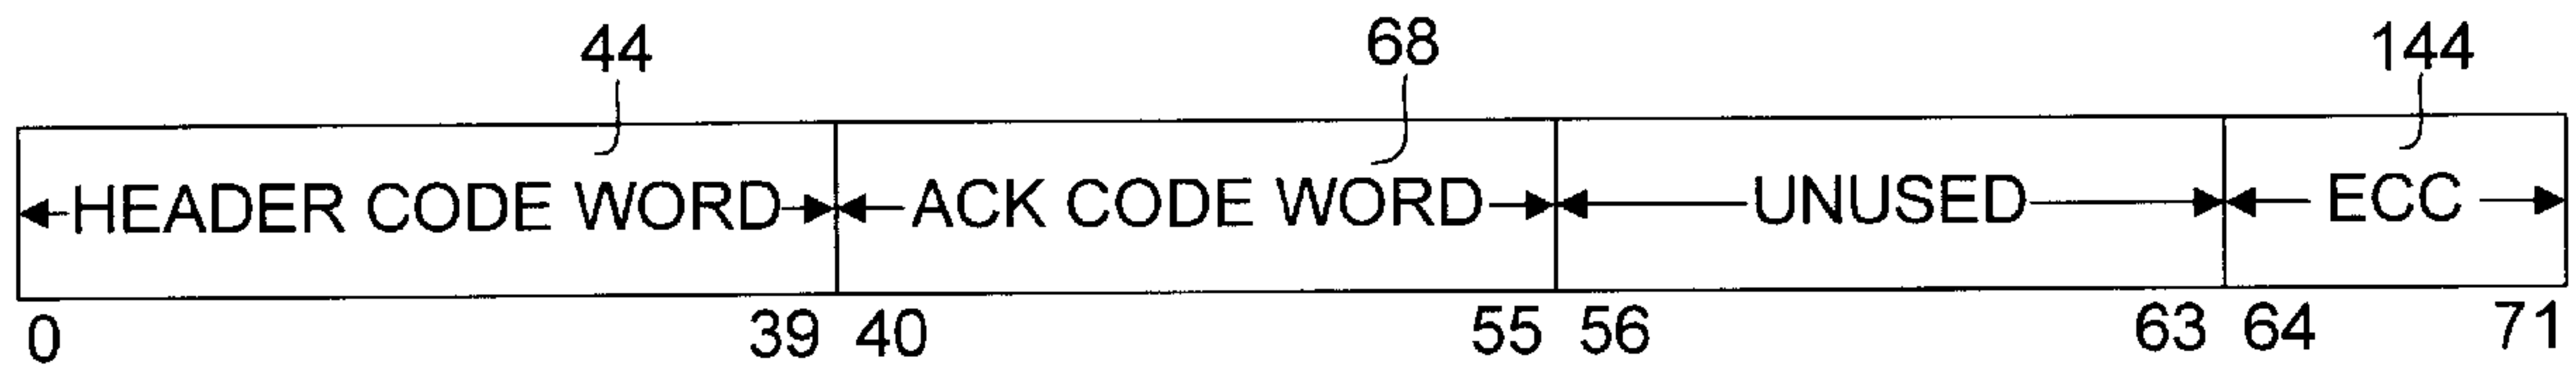 44 68 144
HEADER CODE WORD ACK CODE WORD UNUSED ECC
0 39 40 55 56 63 64 71